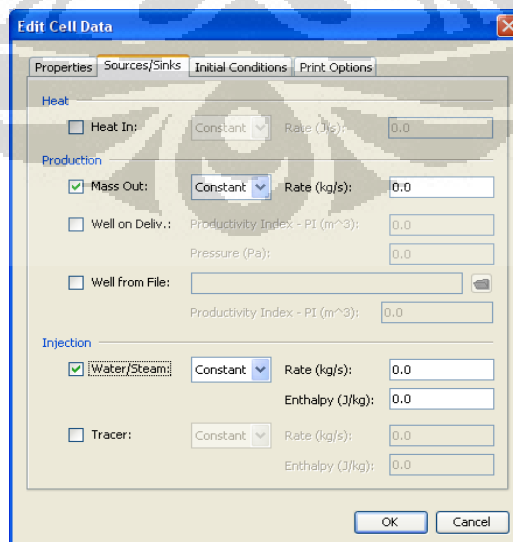 Edit Cell Data
Properties Sources/Sinks Initial Conditions Print Options
Heat
Heat In: Constant Rate (J/s): 0.0
Production
Mass Out: Constant Rate (kg/s): 0.0
Well on Deliv.: Productivity Index - PI (m^3): 0.0
Pressure (Pa): 0.0
Well from File:
Productivity Index - PI (m^3): 0.0
Injection
Water/Steam: Constant Rate (kg/s): 0.0
Enthalpy (J/kg): 0.0
Tracer: Constant Rate (kg/s): 0.0
Enthalpy (J/kg): 0.0
OK Cancel